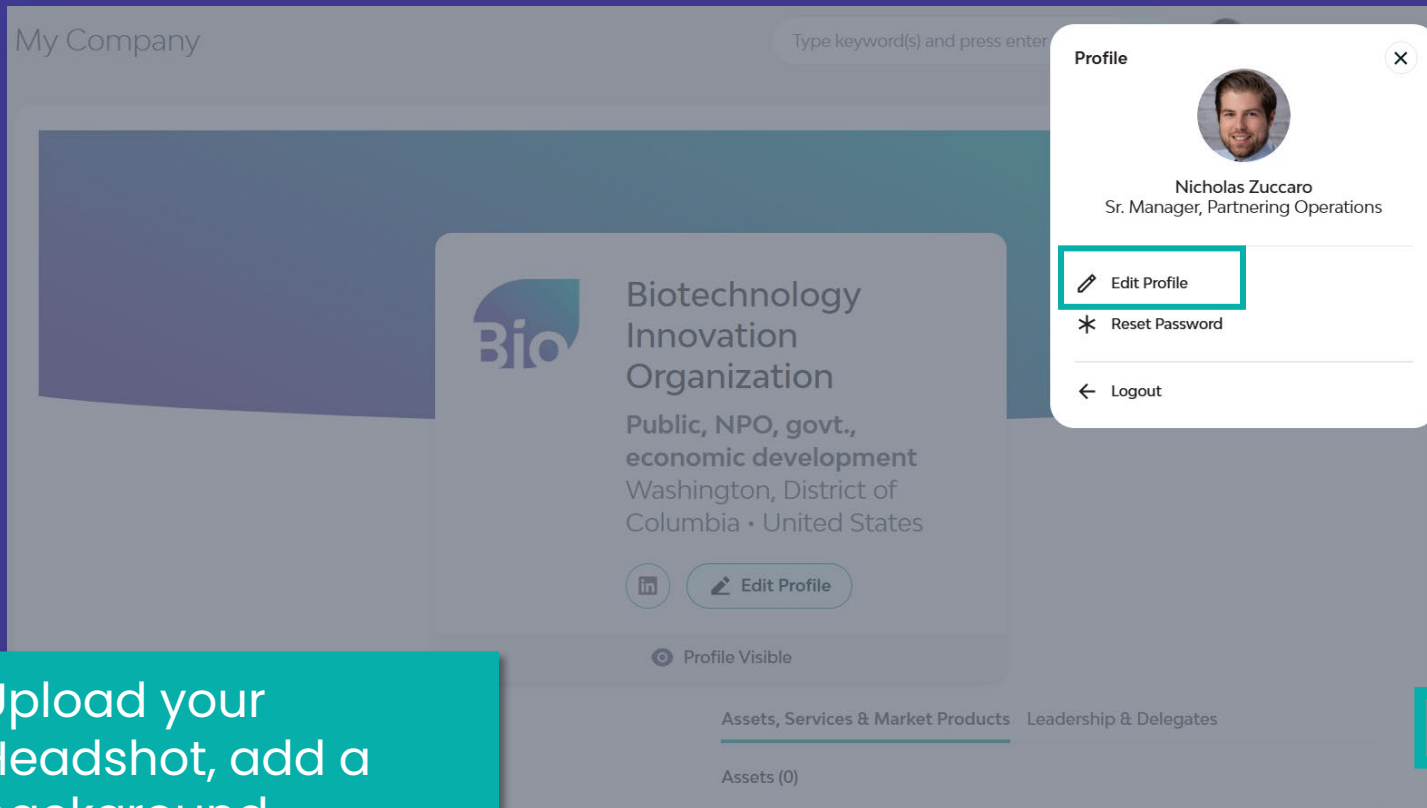 My Company
Type keyword(s) and press enter
Profile
Nicholas Zuccaro
Sr. Manager, Partnering Operations
Edit Profile
Reset Password
Logout
Bio
Biotechnology
Innovation
Organization
Public, NPO, govt.,
economic development
Washington, District of
Columbia • United States
in
Edit Profile
Profile Visible
Upload your
Headshot, add a
background
Assets, Services & Market Products
Leadership & Delegates
Assets (0)